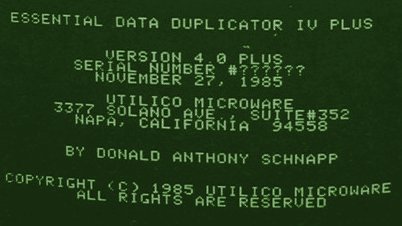 ESSENTIAL DATA DUPLICATOR IV PLUS
VERSION 4.0 PLUS
SERIAL NUMBER #??????
NOVEMBER 27, 1985
UTILICO MICROWARE
3377 SOLANO AVE., SUITE#352
NAPA, CALIFORNIA 94558
BY DONALD ANTHONY SCHNAPP
COPYRIGHT (C) 1985 UTILICO MICROWARE
ALL RIGHTS ARE RESERVED